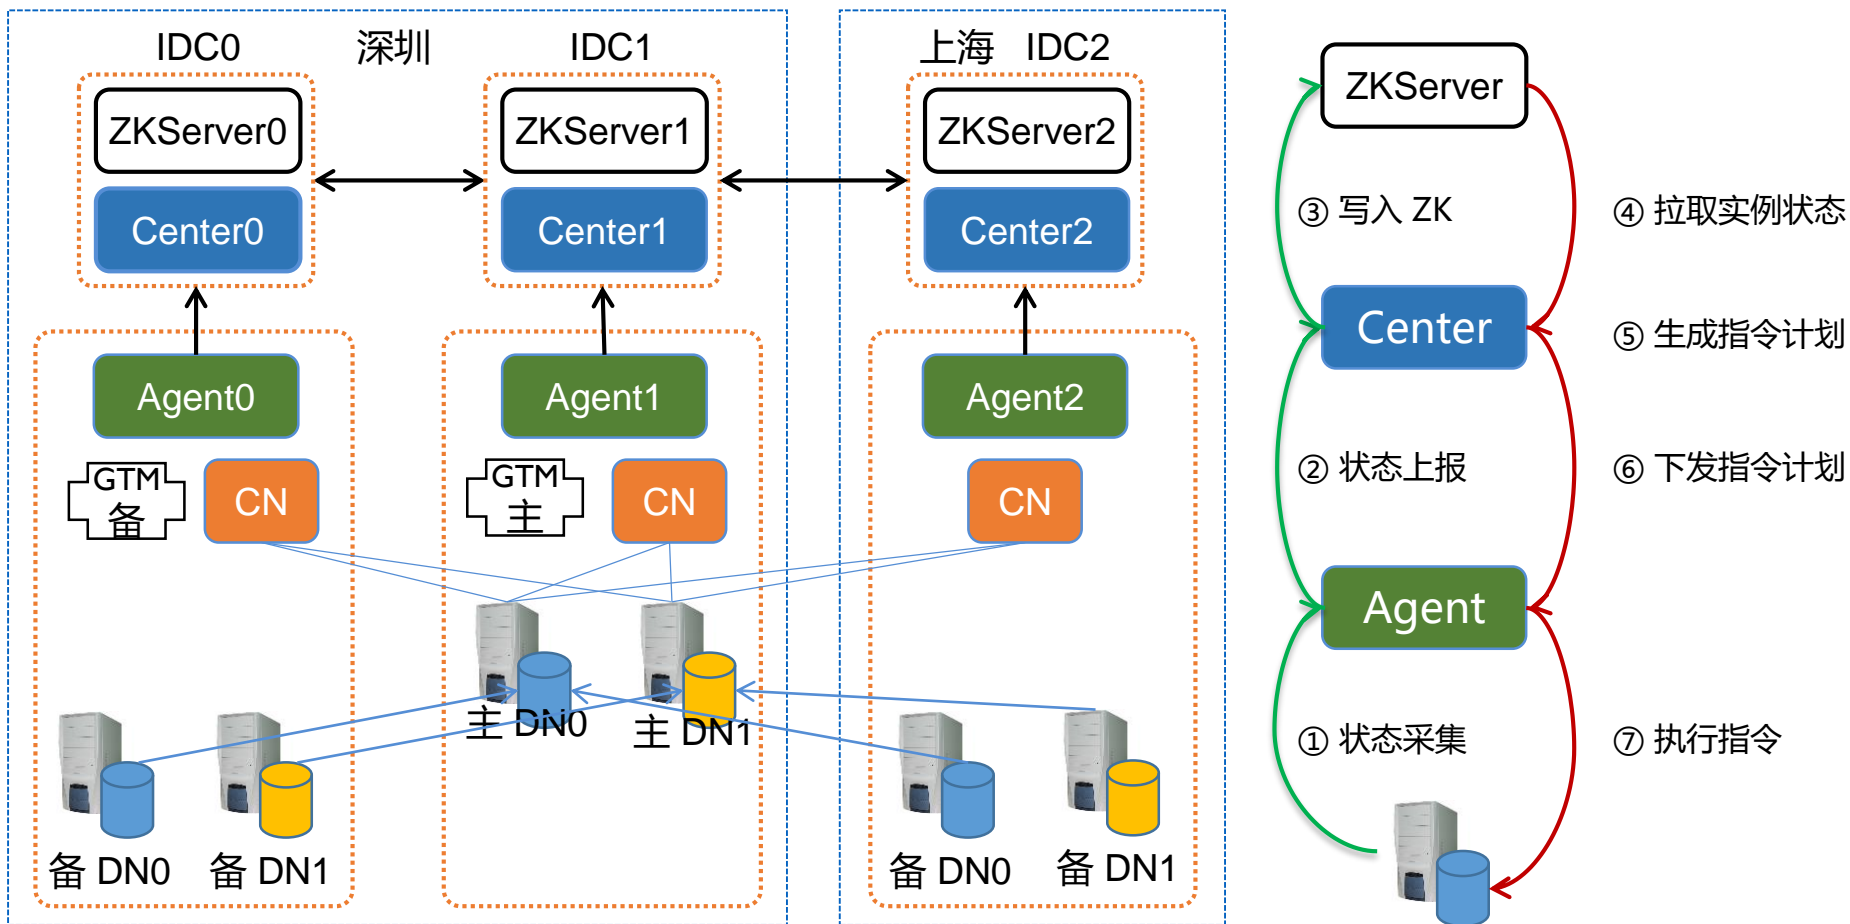 IDC0 深圳 IDC1
ZKServer0
ZKServer1
Center0
Center1
Agent0
Agent1
GTM
备
CN
GTM
主
CN
主 DN0
主 DN1
备 DN0
备 DN1
上海 IDC2
ZKServer2
Center2
Agent2
CN
备 DN0
备 DN1
ZKServer
③ 写入 ZK
④ 拉取实例状态
Center
⑤ 生成指令计划
② 状态上报
⑥ 下发指令计划
Agent
① 状态采集
⑦ 执行指令